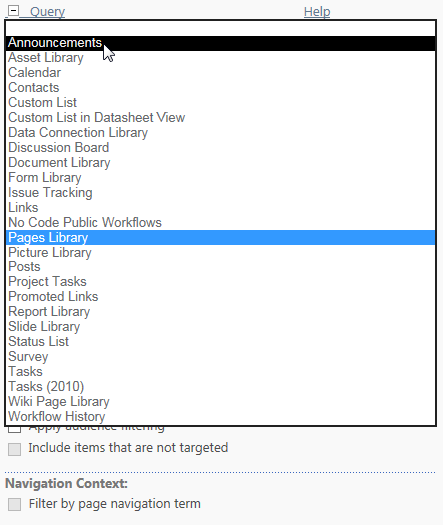 Query Help
Announcements
Asset Library
Calendar
Contacts
Custom List
Custom List in Datasheet View
Data Connection Library
Discussion Board
Document Library
Form Library
Issue Tracking
Links
No Code Public Workflows
Pages Library
Picture Library
Posts
Project Tasks
Promoted Links
Report Library
Slide Library
Status List
Survey
Tasks
Tasks (2010)
Wiki Page Library
Workflow History
Apply audience filtering
Include items that are not targeted
Navigation Context:
Filter by page navigation term